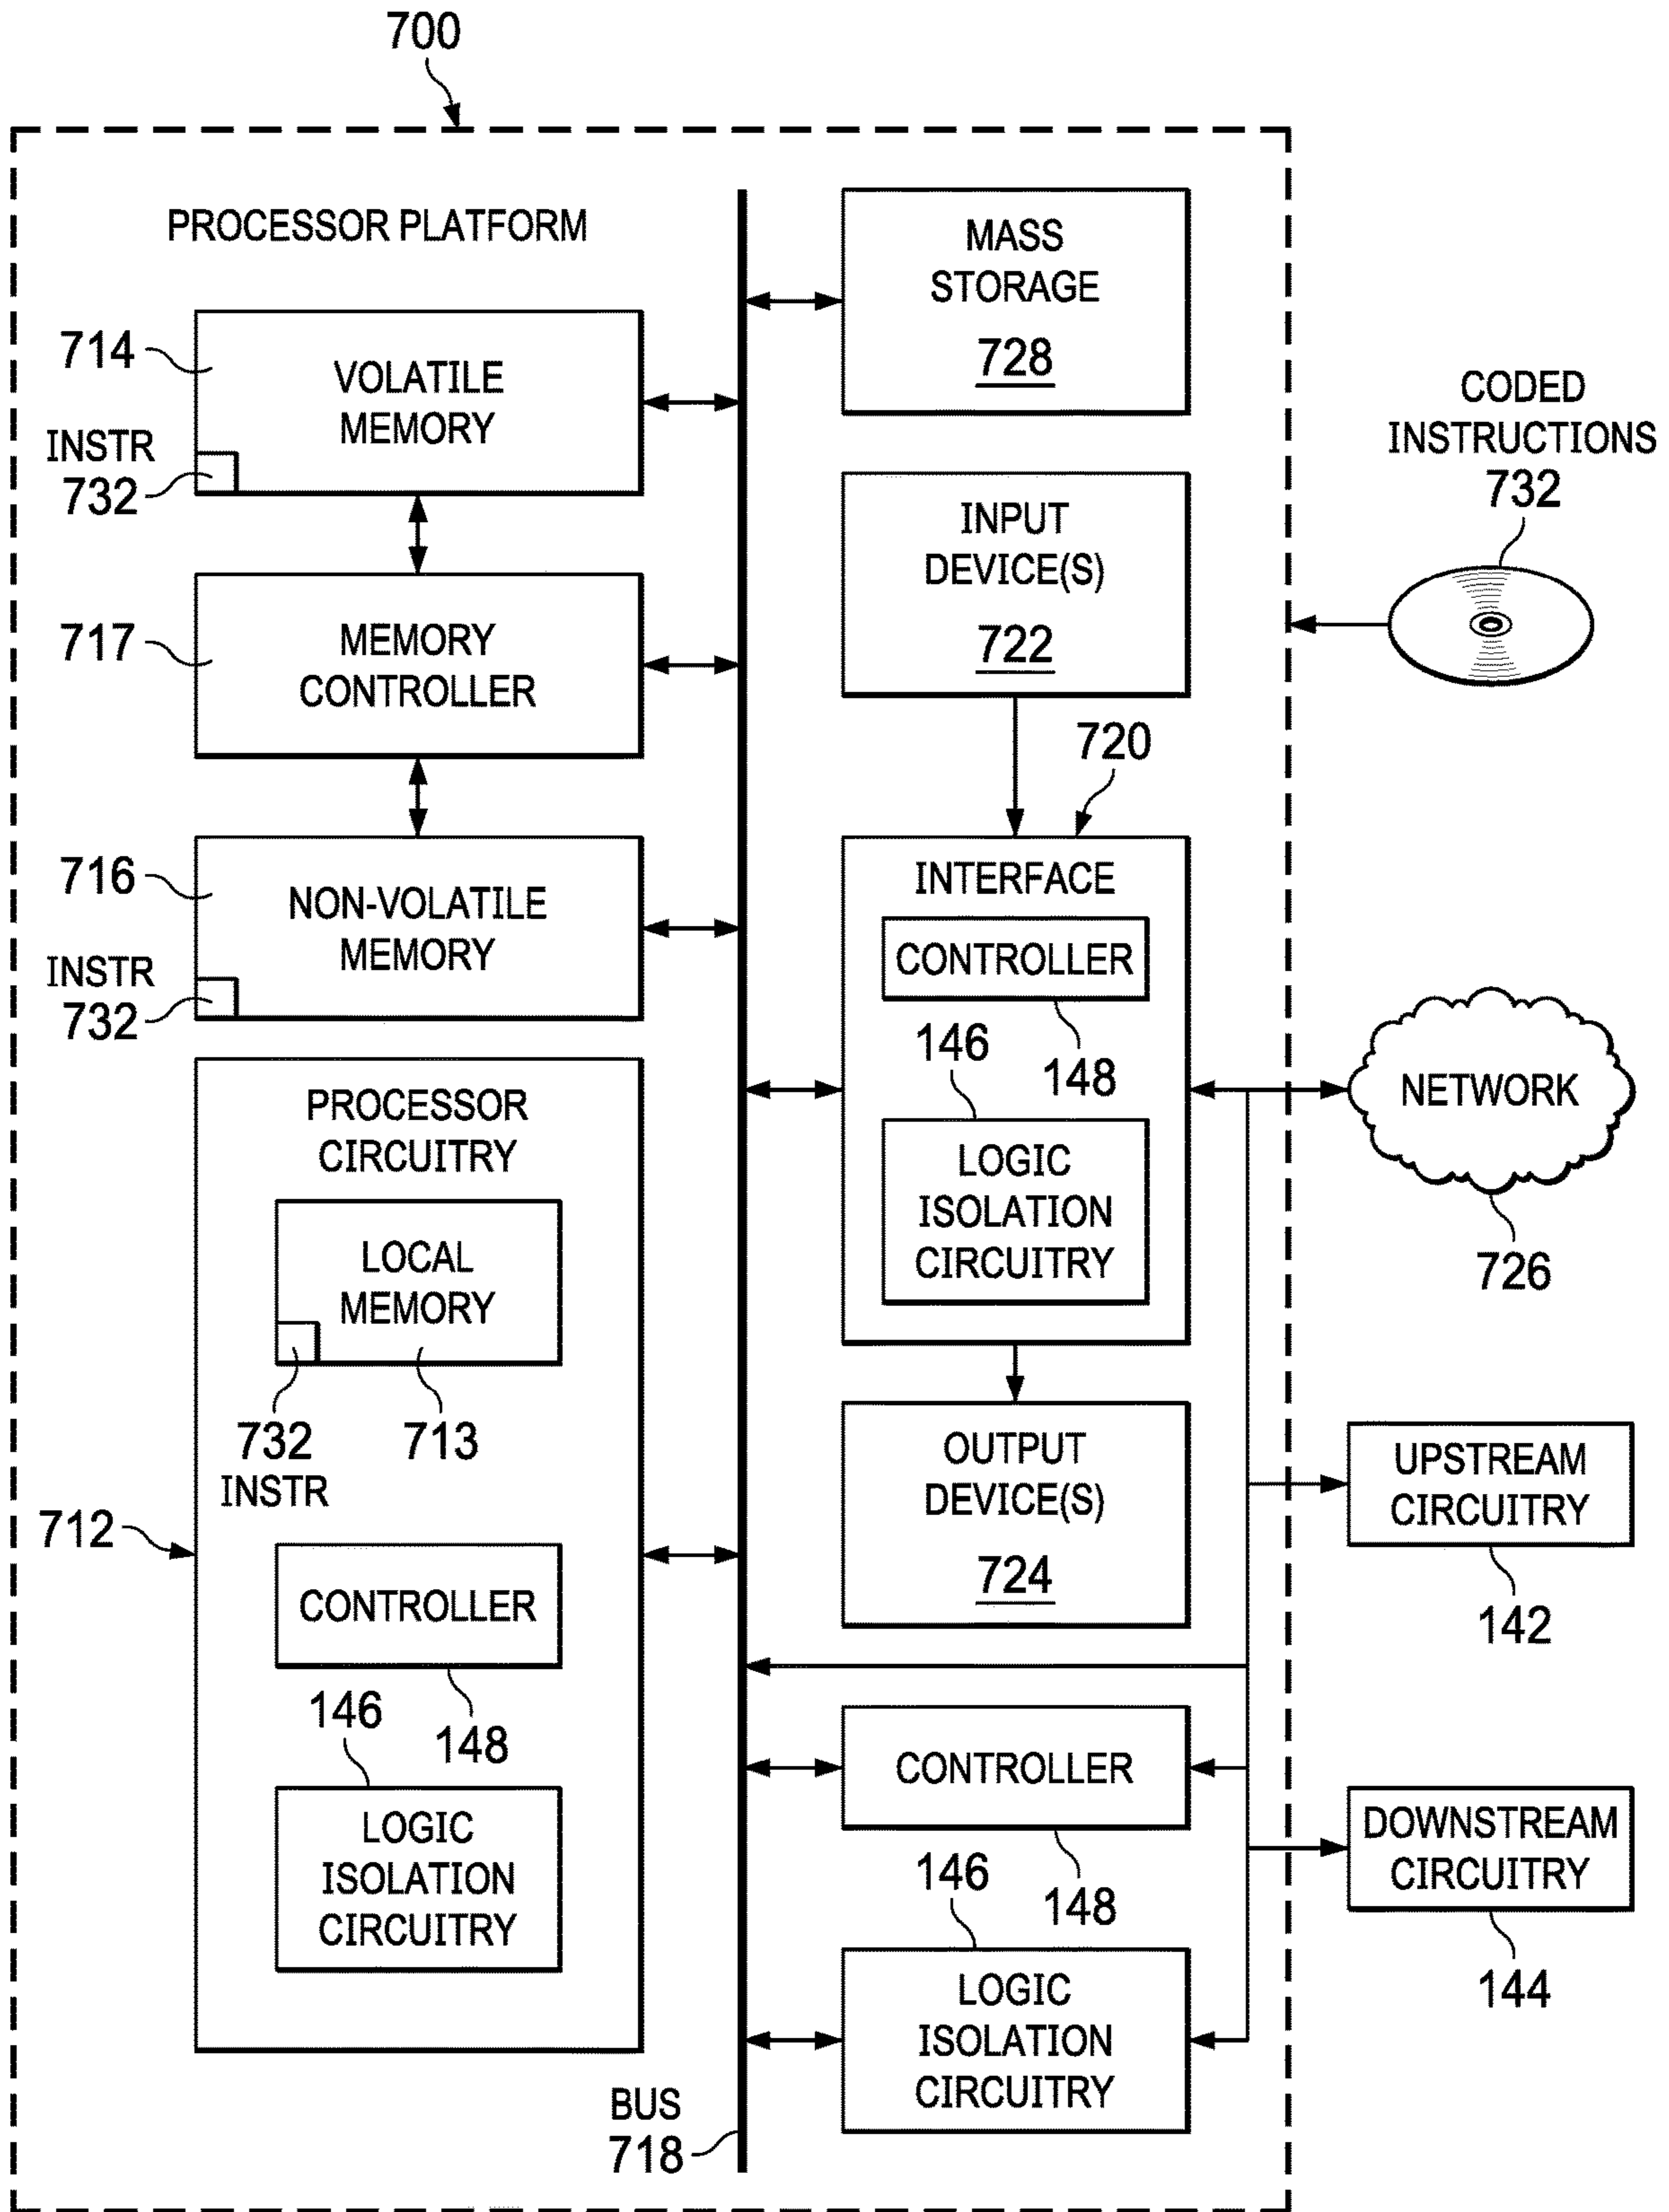 700
PROCESSOR PLATFORM
714
VOLATILE
MEMORY
INSTR
732
717
MEMORY
CONTROLLER
716
NON-VOLATILE
MEMORY
INSTR
732
PROCESSOR
CIRCUITRY
LOCAL
MEMORY
732
INSTR
713
712
CONTROLLER
148
146
LOGIC
ISOLATION
CIRCUITRY
BUS
718
MASS
STORAGE
728
INPUT
DEVICE(S)
722
720
INTERFACE
CONTROLLER
148
146
LOGIC
ISOLATION
CIRCUITRY
OUTPUT
DEVICE(S)
724
CONTROLLER
148
146
LOGIC
ISOLATION
CIRCUITRY
CODED
INSTRUCTIONS
732
NETWORK
726
UPSTREAM
CIRCUITRY
142
DOWNSTREAM
CIRCUITRY
144